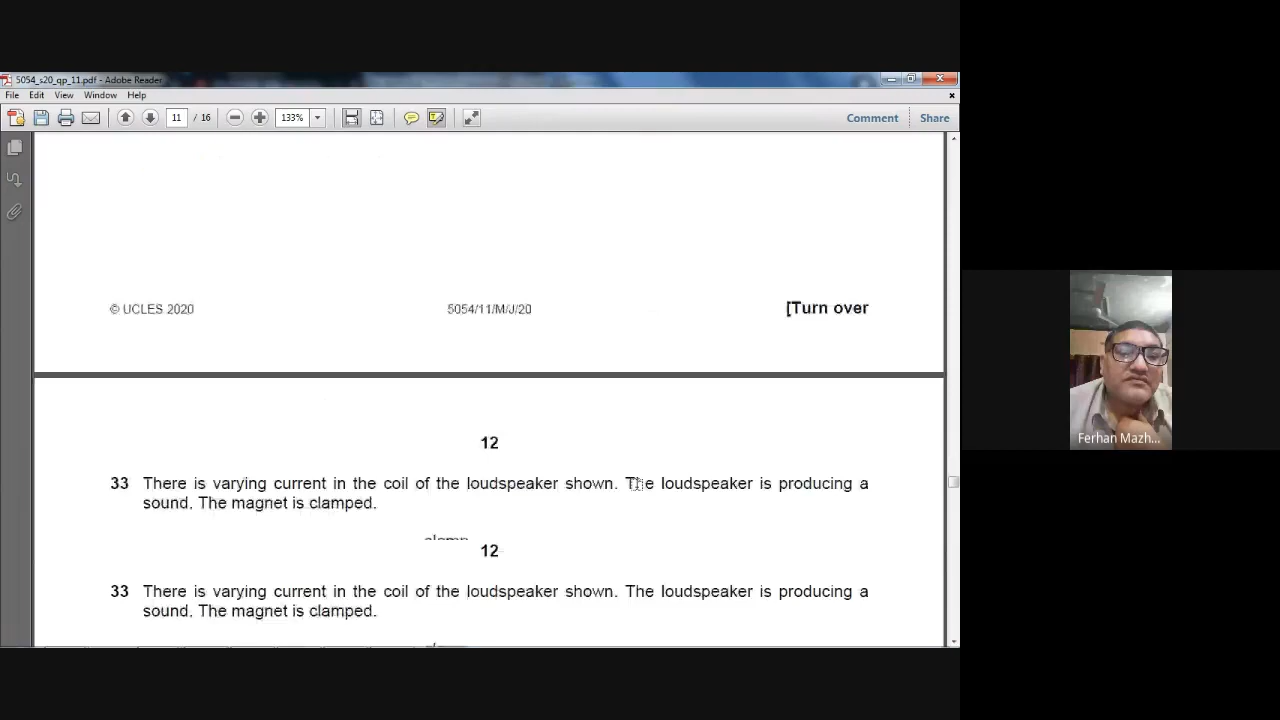 5054_s20_qp_11.pdf - Adobe Reader
File Edit View Window Help
11 / 16 133% Comment Share
© UCLES 2020 5054/11/M/J/20 [Turn over
12
33 There is varying current in the coil of the loudspeaker shown. The loudspeaker is producing a
sound. The magnet is clamped.
12
33 There is varying current in the coil of the loudspeaker shown. The loudspeaker is producing a
sound. The magnet is clamped.
Ferhan Mazh...